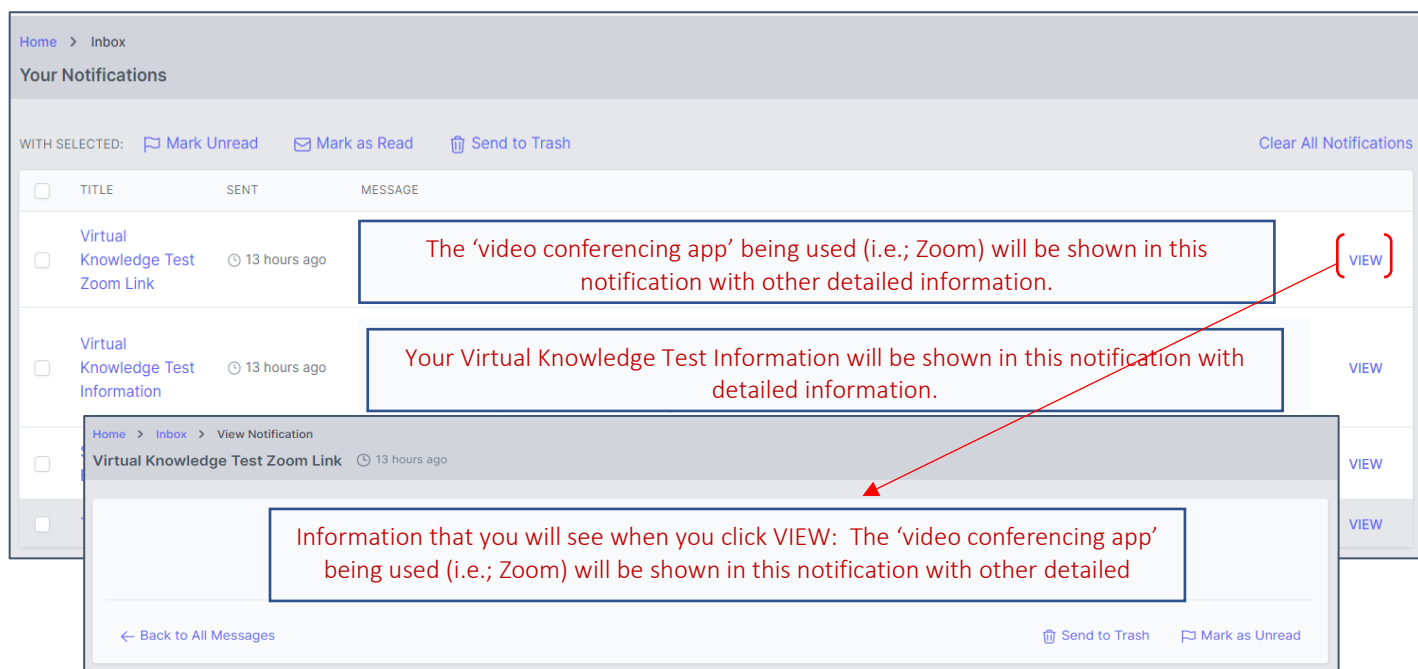 Home > Inbox
Your Notifications
WITH SELECTED: Mark Unread Mark as Read Send to Trash Clear All Notifications
TITLE SENT MESSAGE
Virtual
Knowledge Test
Zoom Link
13 hours ago
The ‘video conferencing app’ being used (i.e.; Zoom) will be shown in this
notification with other detailed information.
VIEW
Virtual
Knowledge Test
Information
13 hours ago
Your Virtual Knowledge Test Information will be shown in this notification with
detailed information.
VIEW
VIEW
VIEW
Home > Inbox > View Notification
Virtual Knowledge Test Zoom Link 13 hours ago
Information that you will see when you click VIEW: The ‘video conferencing app’
being used (i.e.; Zoom) will be shown in this notification with other detailed
← Back to All Messages Send to Trash Mark as Unread